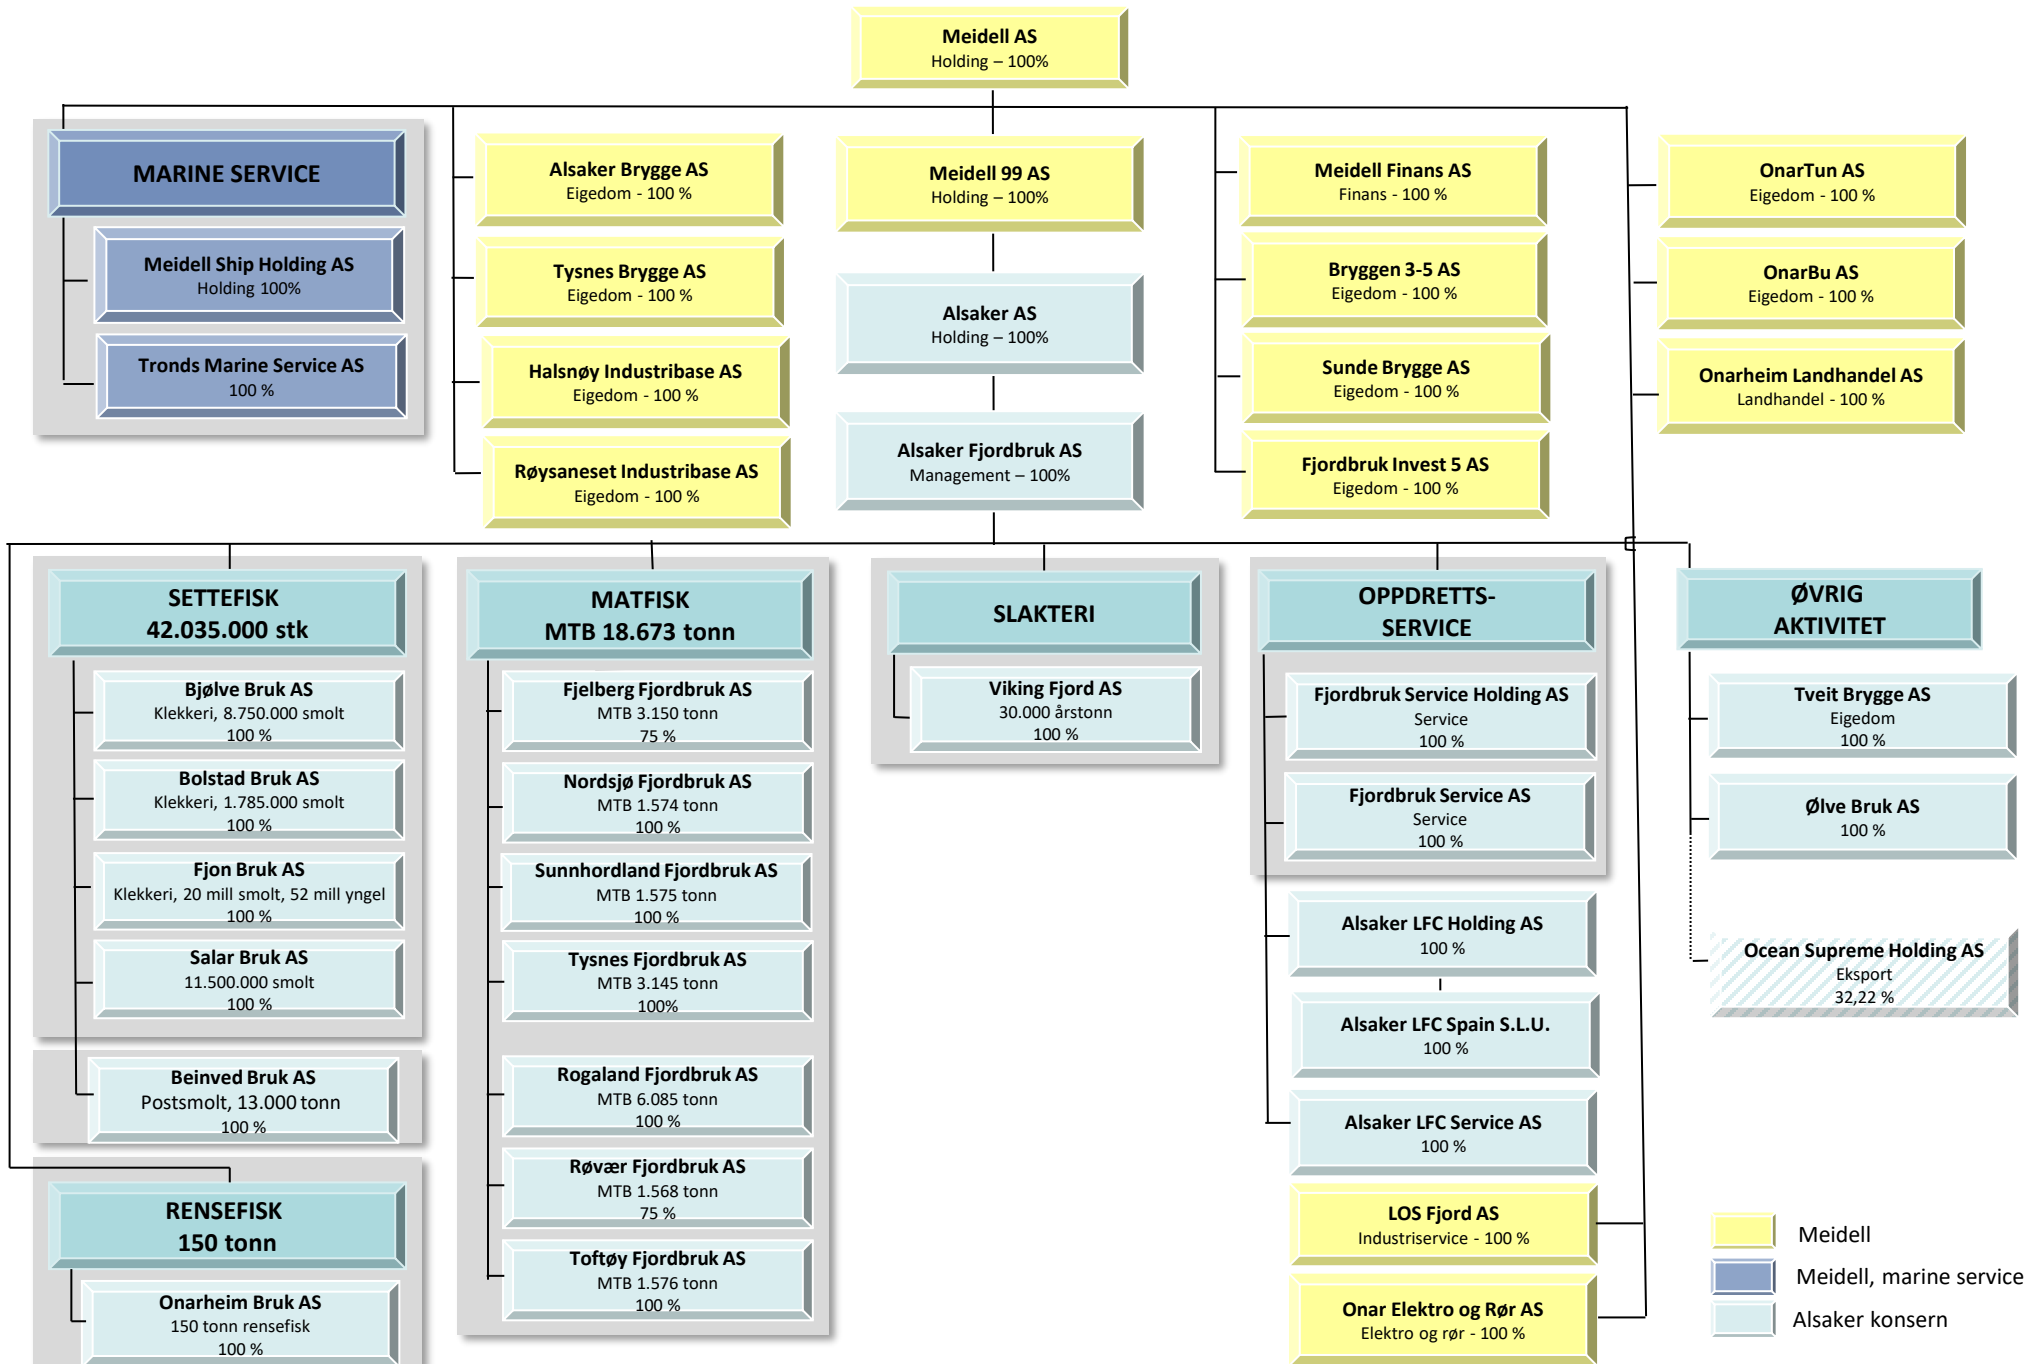 Meidell AS
Holding – 100%
MARINE SERVICE
Meidell Ship Holding AS
Holding 100%
Tronds Marine Service AS
100 %
Alsaker Brygge AS
Eigedom - 100 %
Tysnes Brygge AS
Eigedom - 100 %
Halsnøy Industribase AS
Eigedom - 100 %
Røysaneset Industribase AS
Eigedom - 100 %
Meidell 99 AS
Holding – 100%
Alsaker AS
Holding – 100%
Alsaker Fjordbruk AS
Management – 100%
Meidell Finans AS
Finans - 100 %
Bryggen 3-5 AS
Eigedom - 100 %
Sunde Brygge AS
Eigedom - 100 %
Fjordbruk Invest 5 AS
Eigedom - 100 %
OnarTun AS
Eigedom - 100 %
OnarBu AS
Eigedom - 100 %
Onarheim Landhandel AS
Landhandel - 100 %
SETTEFISK
42.035.000 stk
Bjølve Bruk AS
Klekkeri, 8.750.000 smolt
100 %
Bolstad Bruk AS
Klekkeri, 1.785.000 smolt
100 %
Fjon Bruk AS
Klekkeri, 20 mill smolt, 52 mill yngel
100 %
Salar Bruk AS
11.500.000 smolt
100 %
Beinved Bruk AS
Postsmolt, 13.000 tonn
100 %
RENSEFISK
150 tonn
Onarheim Bruk AS
150 tonn rensefisk
100 %
MATFISK
MTB 18.673 tonn
Fjelberg Fjordbruk AS
MTB 3.150 tonn
75 %
Nordsjø Fjordbruk AS
MTB 1.574 tonn
100 %
Sunnhordland Fjordbruk AS
MTB 1.575 tonn
100 %
Tysnes Fjordbruk AS
MTB 3.145 tonn
100%
Rogaland Fjordbruk AS
MTB 6.085 tonn
100 %
Røvær Fjordbruk AS
MTB 1.568 tonn
75 %
Toftøy Fjordbruk AS
MTB 1.576 tonn
100 %
SLAKTERI
Viking Fjord AS
30.000 årstonn
100 %
OPPDRETTS-
SERVICE
Fjordbruk Service Holding AS
Service
100 %
Fjordbruk Service AS
Service
100 %
Alsaker LFC Holding AS
100 %
Alsaker LFC Spain S.L.U.
100 %
Alsaker LFC Service AS
100 %
LOS Fjord AS
Industriservice - 100 %
Onar Elektro og Rør AS
Elektro og rør - 100 %
ØVRIG
AKTIVITET
Tveit Brygge AS
Eigedom
100 %
Ølve Bruk AS
100 %
Ocean Supreme Holding AS
Eksport
32,22 %
Meidell
Meidell, marine service
Alsaker konsern